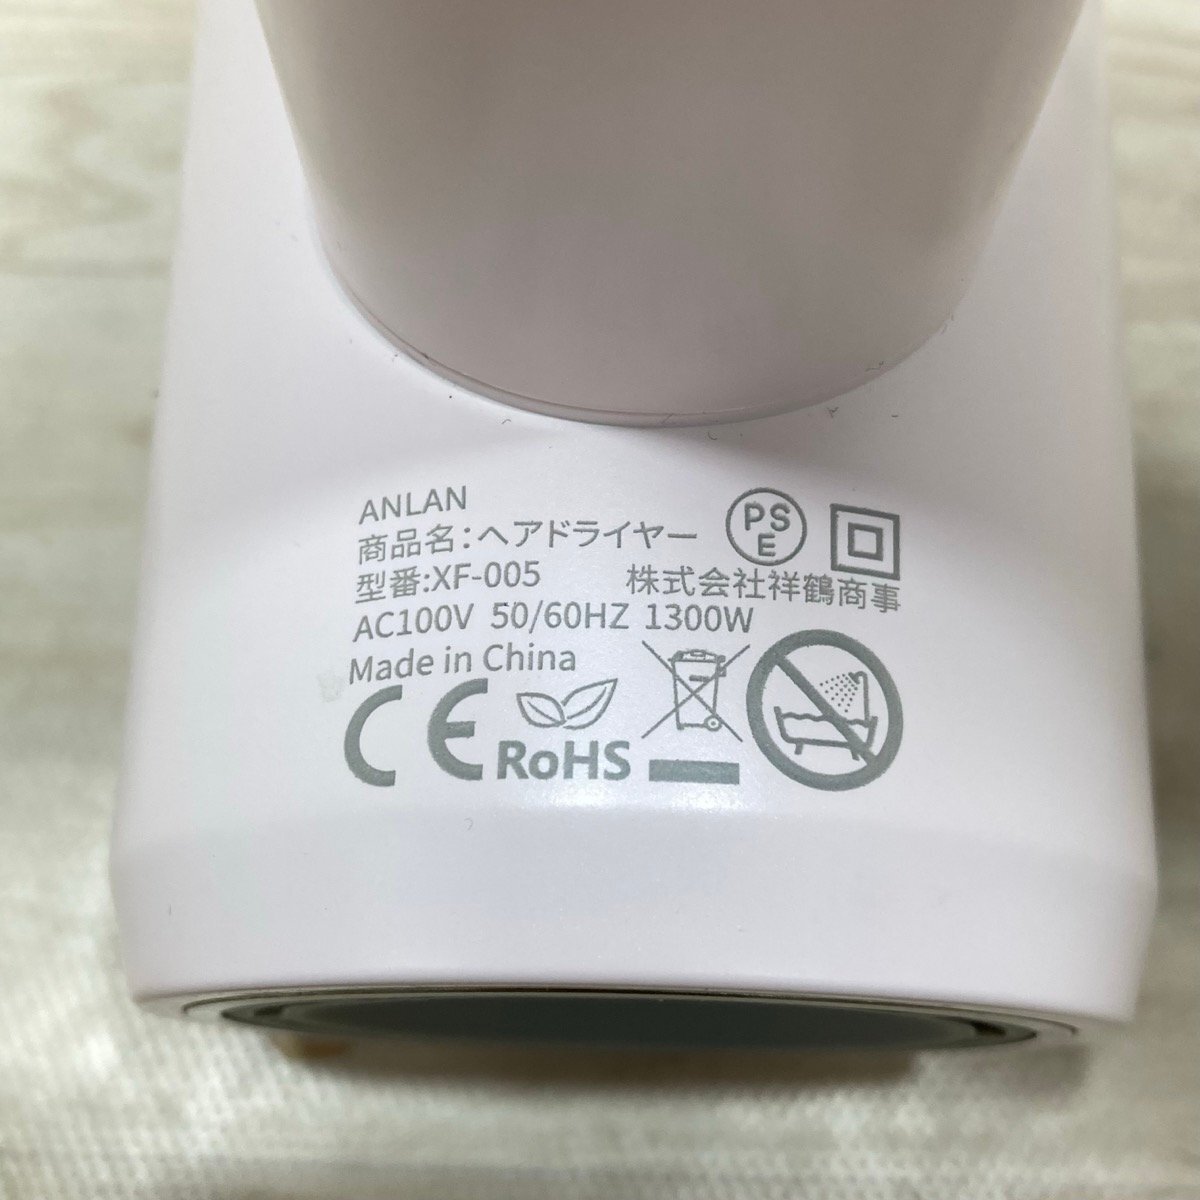 ANLAN
商品名:ヘアドライヤー
PS
E
型番:XF-005
株式会社祥鶴商事
AC100V 50/60HZ 1300W
Made in China
CE
RoHS